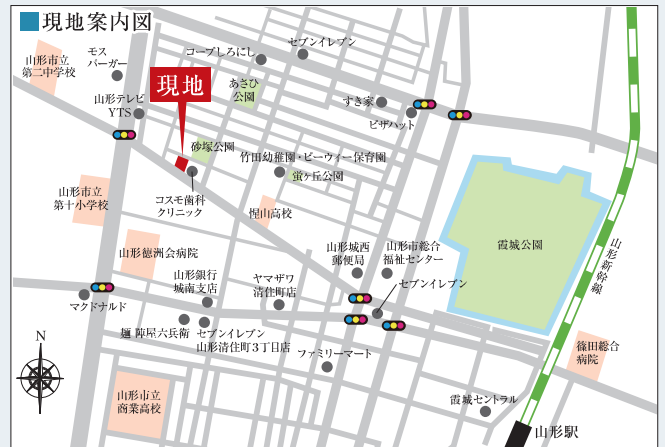 現地案内図
山形市立
第二中学校
モス
バーガー
コープしろにし
セブンイレブン
現地
あさひ
公園
すき家
ピザハット
山形テレビ
YTS
砂塚公園
竹田幼稚園・ビーウィー保育園
蛍ヶ丘公園
コスモ歯科
クリニック
山形市立
第十小学校
惺山高校
霞城公園
山形新幹線
山形徳洲会病院
山形城西
郵便局
山形市総合
福祉センター
山形銀行
城南支店
ヤマザワ
清住町店
セブンイレブン
マクドナルド
麺 陣屋六兵衛
セブンイレブン
山形清住町3丁目店
ファミリーマート
篠田総合
病院
N
山形市立
商業高校
霞城セントラル
山形駅